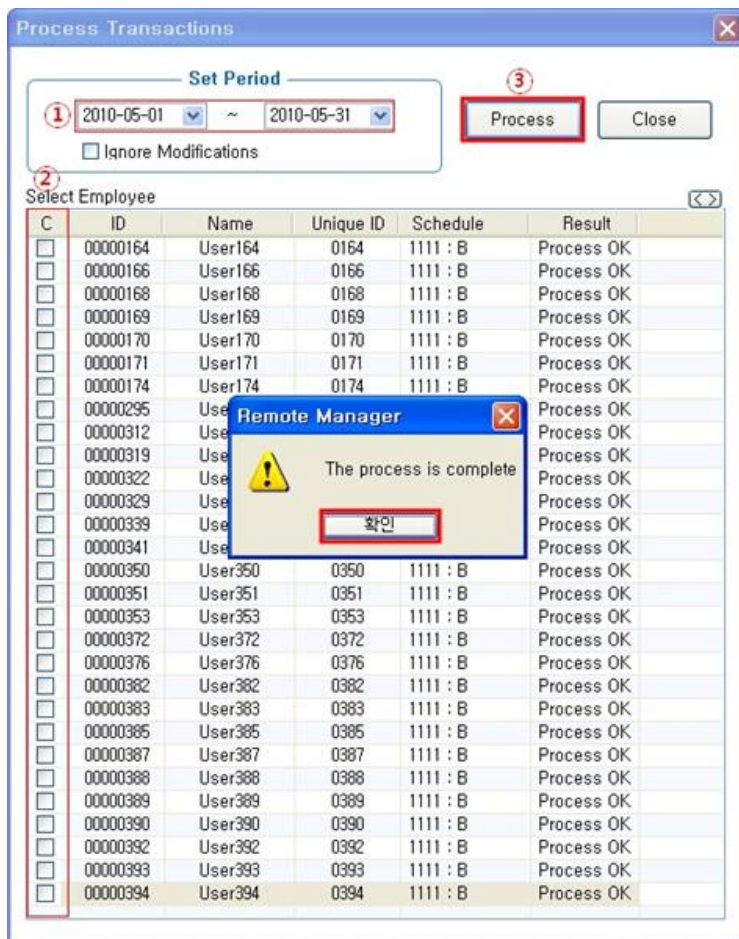 Process Transactions
Set Period
③
① 2010-05-01 ~ 2010-05-31
Process Close
Ignore Modifications
②
Select Employee <>
C ID Name Unique ID Schedule Result
00000164 User164 0164 1111 : B Process OK
00000166 User166 0166 1111 : B Process OK
00000168 User168 0168 1111 : B Process OK
00000169 User169 0169 1111 : B Process OK
00000170 User170 0170 1111 : B Process OK
00000171 User171 0171 1111 : B Process OK
00000174 User174 0174 1111 : B Process OK
00000295 Use Process OK
00000312 Use Process OK
00000319 Use Process OK
00000322 Use Process OK
00000329 Use Process OK
00000339 Use Process OK
00000341 Use Process OK
Remote Manager
The process is complete
확인
00000350 User350 0350 1111 : B Process OK
00000351 User351 0351 1111 : B Process OK
00000353 User353 0353 1111 : B Process OK
00000372 User372 0372 1111 : B Process OK
00000376 User376 0376 1111 : B Process OK
00000382 User382 0382 1111 : B Process OK
00000383 User383 0383 1111 : B Process OK
00000385 User385 0385 1111 : B Process OK
00000387 User387 0387 1111 : B Process OK
00000388 User388 0388 1111 : B Process OK
00000389 User389 0389 1111 : B Process OK
00000390 User390 0390 1111 : B Process OK
00000392 User392 0392 1111 : B Process OK
00000393 User393 0393 1111 : B Process OK
00000394 User394 0394 1111 : B Process OK